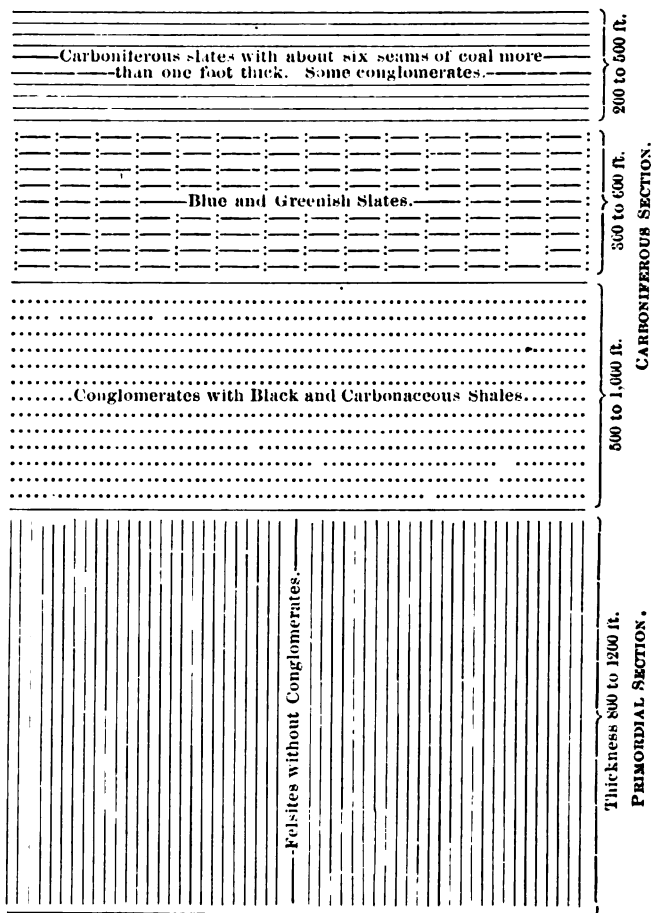 Carboniferous slates with about six seams of coal more
than one foot thick. Some conglomerates.
200 to 500 ft.
Blue and Greenish Slates.
300 to 600 ft.
Conglomerates with Black and Carbonaceous Shales.
500 to 1,000 ft.
CARBONIFEROUS SECTION.
Felsites without Conglomerates.
Thickness 800 to 1200 ft.
PRIMORDIAL SECTION.